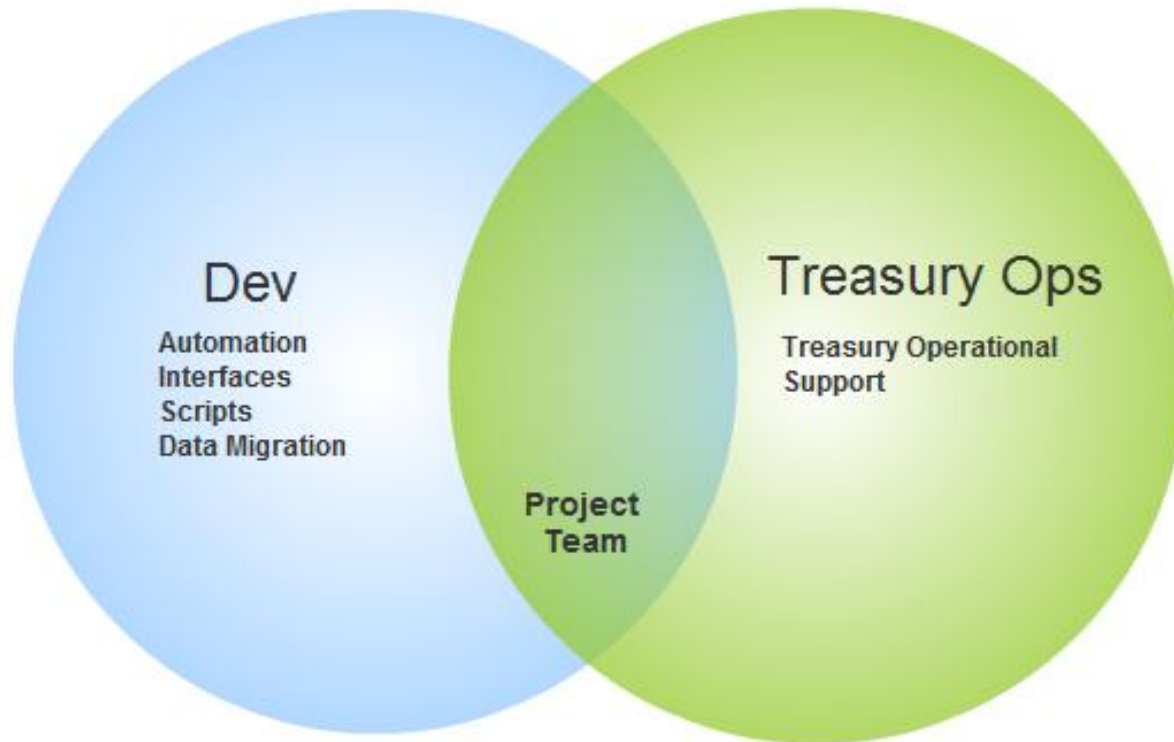 Dev
Automation
Interfaces
Scripts
Data Migration
Project
Team
Treasury Ops
Treasury Operational
Support